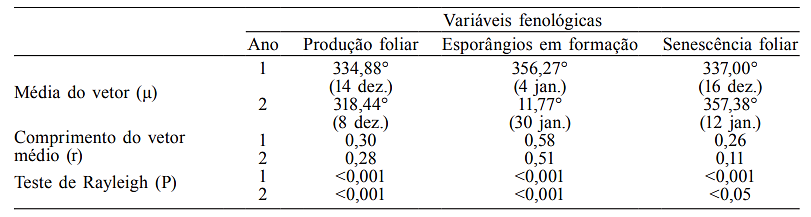 Variáveis fenológicas
Ano Produção foliar Esporângios em formação Senescência foliar
Média do vetor (μ) 1 334,88° 356,27° 337,00°
(14 dez.) (4 jan.) (16 dez.)
2 318,44° 11,77° 357,38°
(8 dez.) (30 jan.) (12 jan.)
Comprimento do vetor médio (r) 1 0,30 0,58 0,26
2 0,28 0,51 0,11
Teste de Rayleigh (P) 1 <0,001 <0,001 <0,001
2 <0,001 <0,001 <0,05